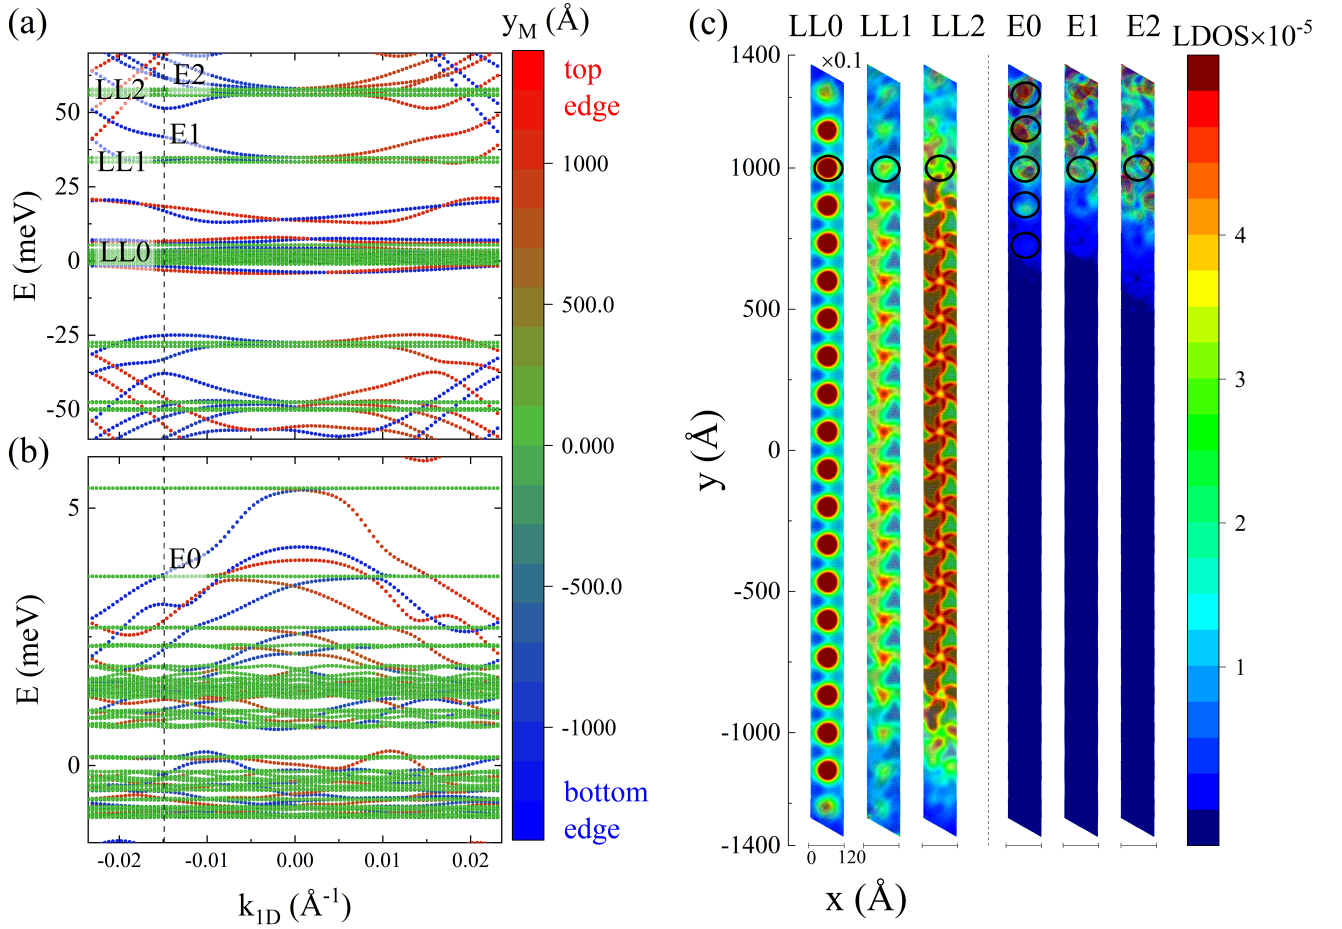 (a)
y_M (Å)
(c)
LL0 LL1 LL2 E0 E1 E2
LDOS×10⁻⁵
×0.1
E2
LL2
E1
LL1
LL0
50
25
0
-25
-50
E (meV)
top
edge
1000
500.0
0.000
-500.0
-1000
bottom
edge
(b)
E0
5
0
E (meV)
-0.02 -0.01 0.00 0.01 0.02
k_1D (Å⁻¹)
1400
1000
500
0
-500
-1000
-1400
y (Å)
0 120
x (Å)
4
3
2
1